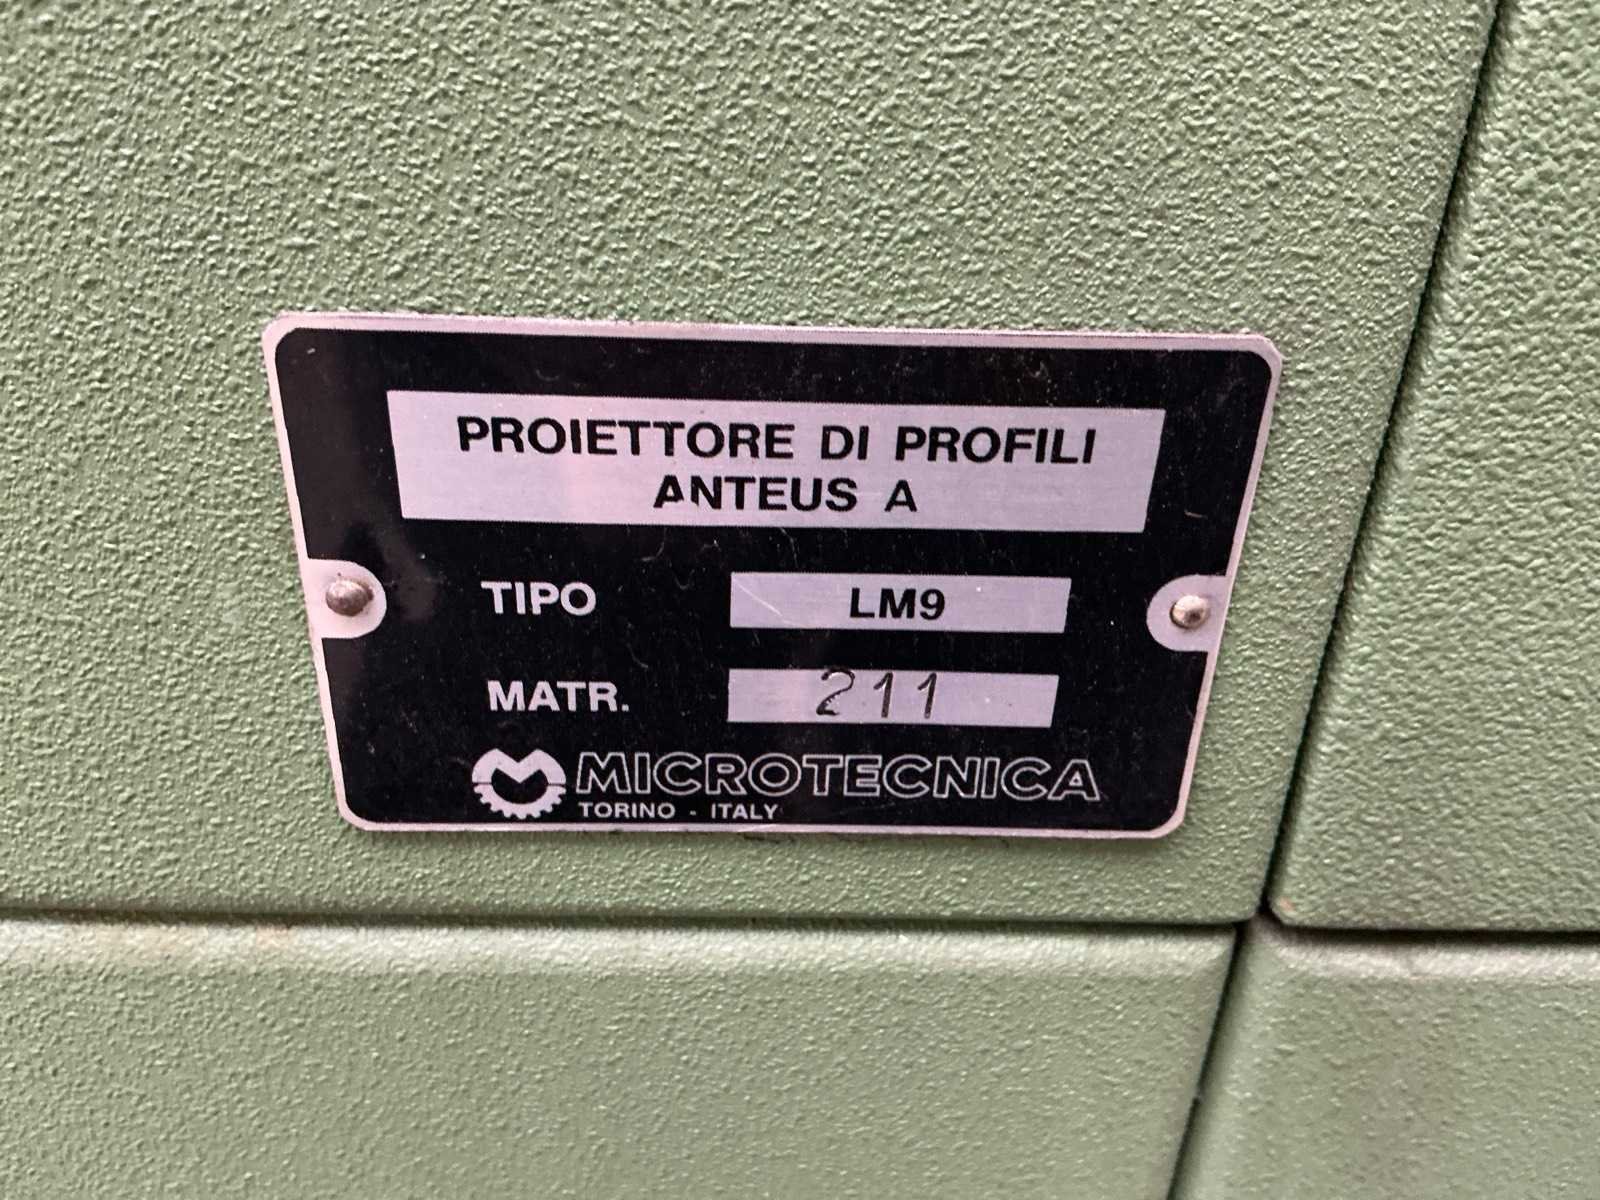 PROIETTORE DI PROFILI
ANTEUS A
TIPO LM9
MATR. 211
MICROTECNICA
TORINO - ITALY